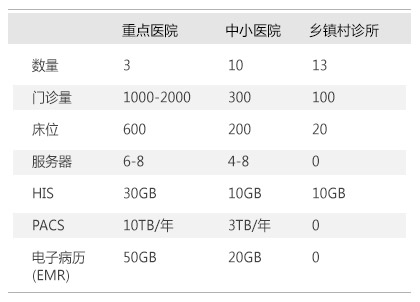 重点医院 中小医院 乡镇村诊所
数量 3 10 13
门诊量 1000-2000 300 100
床位 600 200 20
服务器 6-8 4-8 0
HIS 30GB 10GB 10GB
PACS 10TB/年 3TB/年 0
电子病历 50GB 20GB 0
(EMR)